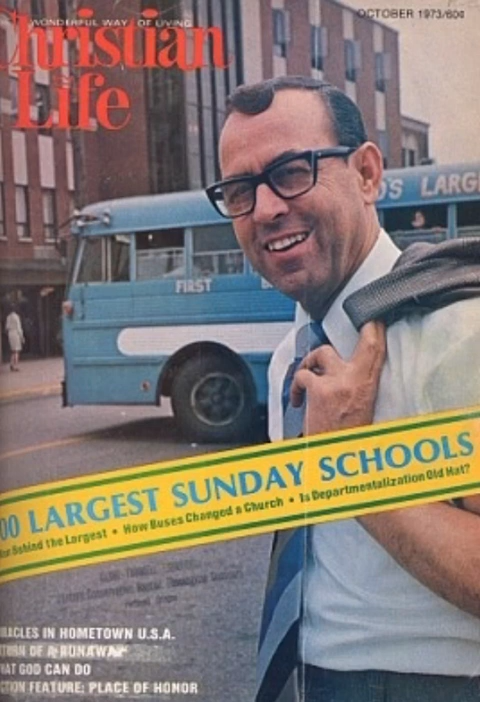 WONDERFUL WAY OF LIVING
OCTOBER 1973/60¢
Christian
Life
'S LARG
FIRST
00 LARGEST SUNDAY SCHOOLS
Behind the Largest • How Buses Changed a Church • Is Departmentalization Old Hat?
RACLES IN HOMETOWN U.S.A.
TURN OF A RUNAWAY
HAT GOD CAN DO
CTION FEATURE: PLACE OF HONOR